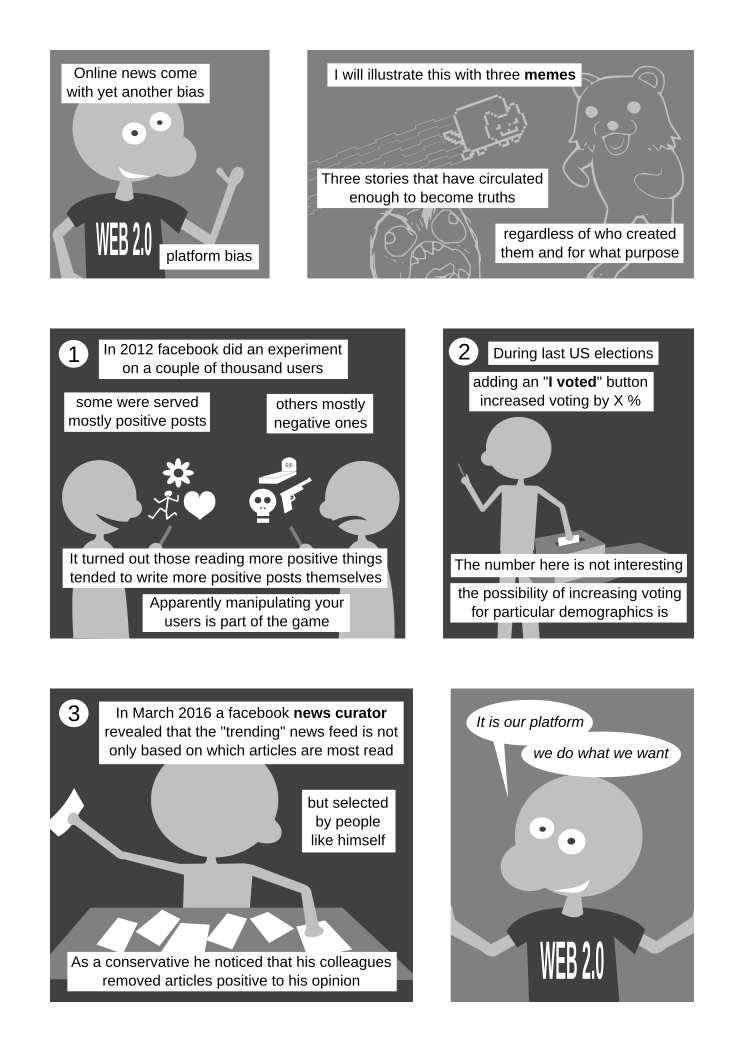 Online news come
with yet another bias
WEB 2.0
platform bias
I will illustrate this with three memes
Three stories that have circulated
enough to become truths
regardless of who created
them and for what purpose
1
In 2012 facebook did an experiment
on a couple of thousand users
some were served
mostly positive posts
others mostly
negative ones
RIP
It turned out those reading more positive things
tended to write more positive posts themselves
Apparently manipulating your
users is part of the game
2
During last US elections
adding an "I voted" button
increased voting by X %
The number here is not interesting
the possibility of increasing voting
for particular demographics is
3
In March 2016 a facebook news curator
revealed that the "trending" news feed is not
only based on which articles are most read
but selected
by people
like himself
As a conservative he noticed that his colleagues
removed articles positive to his opinion
It is our platform
we do what we want
WEB 2.0